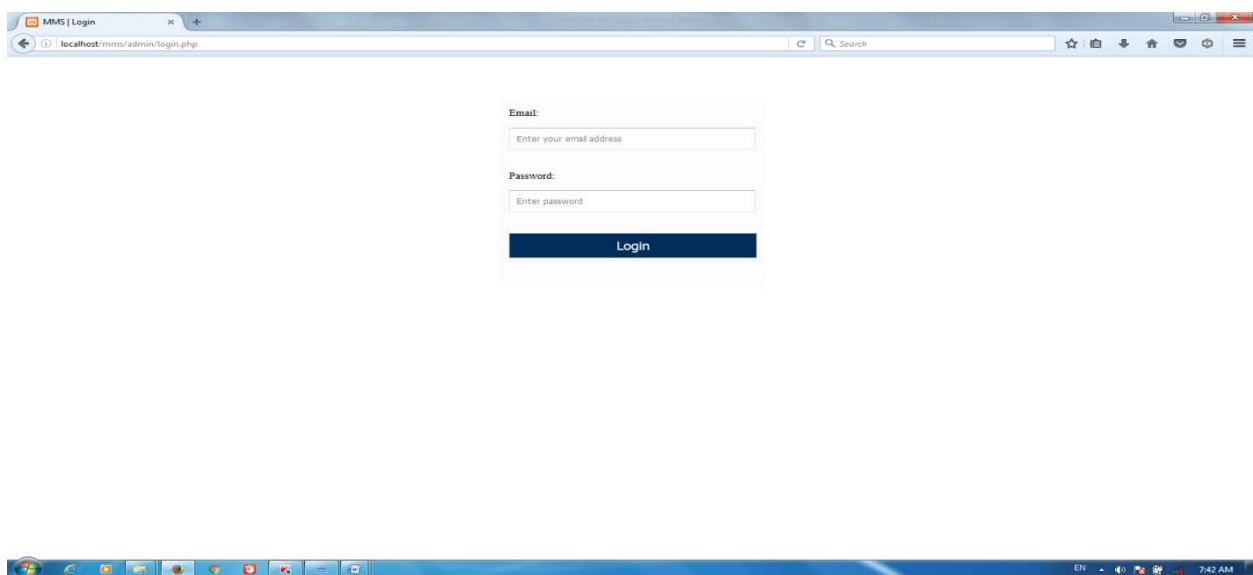 MMS | Login
localhost/mms/admin/login.php
Search
Email:
Enter your email address
Password:
Enter password
Login
EN
7:42 AM